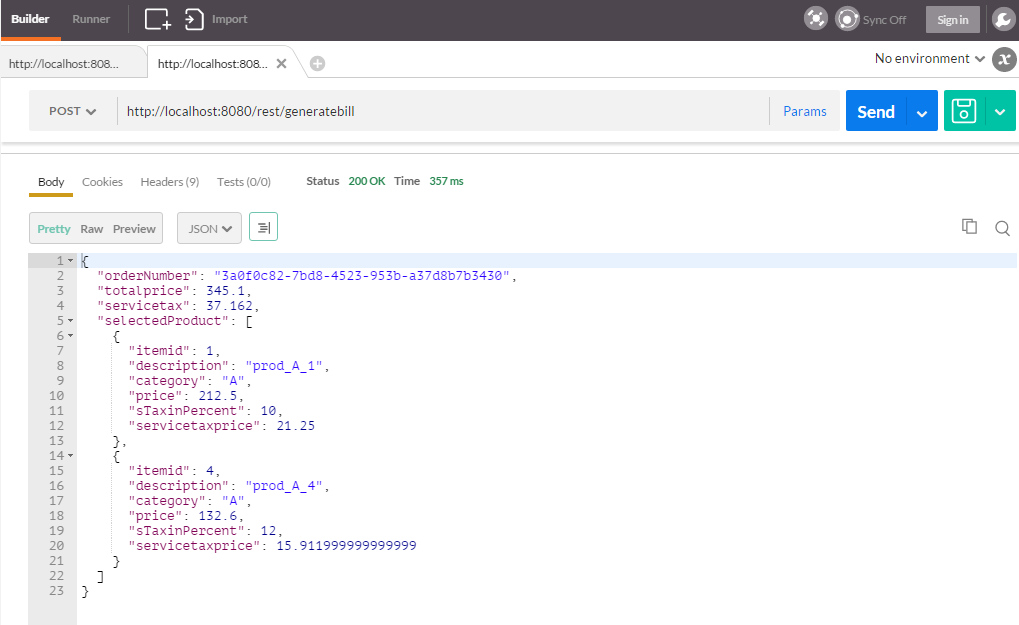 Builder Runner Import Sync Off Sign in
http://localhost:808... http://localhost:808... No environment
POST http://localhost:8080/rest/generatebill Params Send
Body Cookies Headers (9) Tests (0/0) Status 200 OK Time 357 ms
Pretty Raw Preview JSON
1 {
2 "orderNumber": "3a0f0c82-7bd8-4523-953b-a37d8b7b3430",
3 "totalprice": 345.1,
4 "servicetax": 37.162,
5 "selectedProduct": [
6 {
7 "itemid": 1,
8 "description": "prod_A_1",
9 "category": "A",
10 "price": 212.5,
11 "sTaxinPercent": 10,
12 "servicetaxprice": 21.25
13 },
14 {
15 "itemid": 4,
16 "description": "prod_A_4",
17 "category": "A",
18 "price": 132.6,
19 "sTaxinPercent": 12,
20 "servicetaxprice": 15.911999999999999
21 }
22 ]
23 }